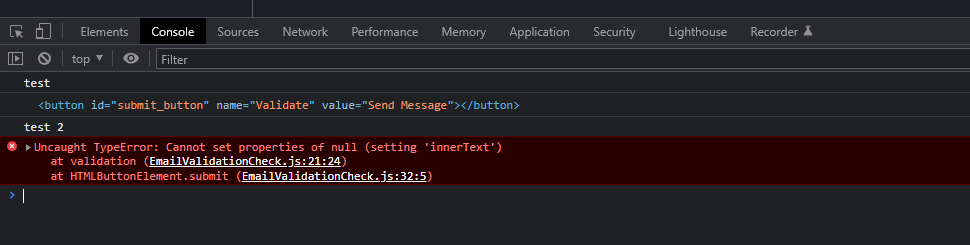 Elements Console Sources Network Performance Memory Application Security Lighthouse Recorder
top Filter
test
<button id="submit_button" name="Validate" value="Send Message"></button>
test 2
Uncaught TypeError: Cannot set properties of null (setting 'innerText')
at validation (EmailValidationCheck.js:21:24)
at HTMLButtonElement.submit (EmailValidationCheck.js:32:5)